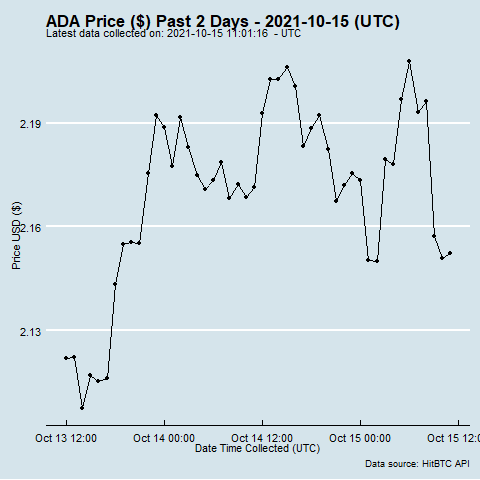 ADA Price ($) Past 2 Days - 2021-10-15 (UTC)
Latest data collected on: 2021-10-15 11:01:16 - UTC
2.19
2.16
2.13
Price USD ($)
Oct 13 12:00 Oct 14 00:00 Oct 14 12:00 Oct 15 00:00 Oct 15 12:00
Date Time Collected (UTC)
Data source: HitBTC API